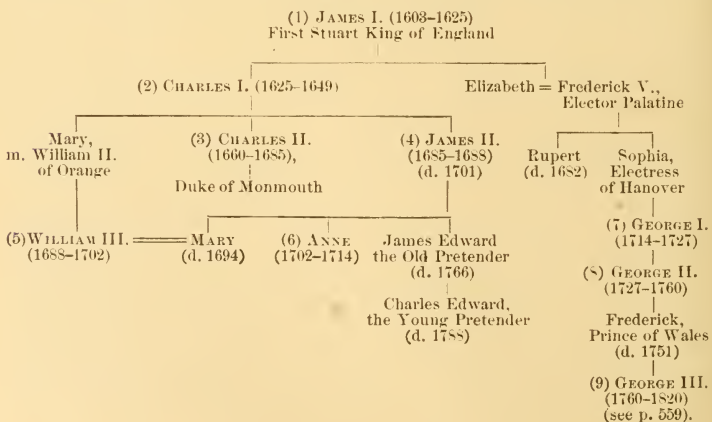 (1) JAMES I. (1603–1625)
First Stuart King of England
(2) CHARLES I. (1625–1649)
Elizabeth = Frederick V.,
Elector Palatine
Mary,
m. William II.
of Orange
(3) CHARLES II.
(1660–1685),
Duke of Monmouth
(4) JAMES II.
(1685–1688)
(d. 1701)
Rupert
(d. 1682)
Sophia,
Electress
of Hanover
(5) WILLIAM III.
(1688–1702)
MARY
(d. 1694)
(6) ANNE
(1702–1714)
James Edward
the Old Pretender
(d. 1766)
Charles Edward,
the Young Pretender
(d. 1788)
(7) GEORGE I.
(1714–1727)
(8) GEORGE II.
(1727–1760)
Frederick,
Prince of Wales
(d. 1751)
(9) GEORGE III.
(1760–1820)
(see p. 559).